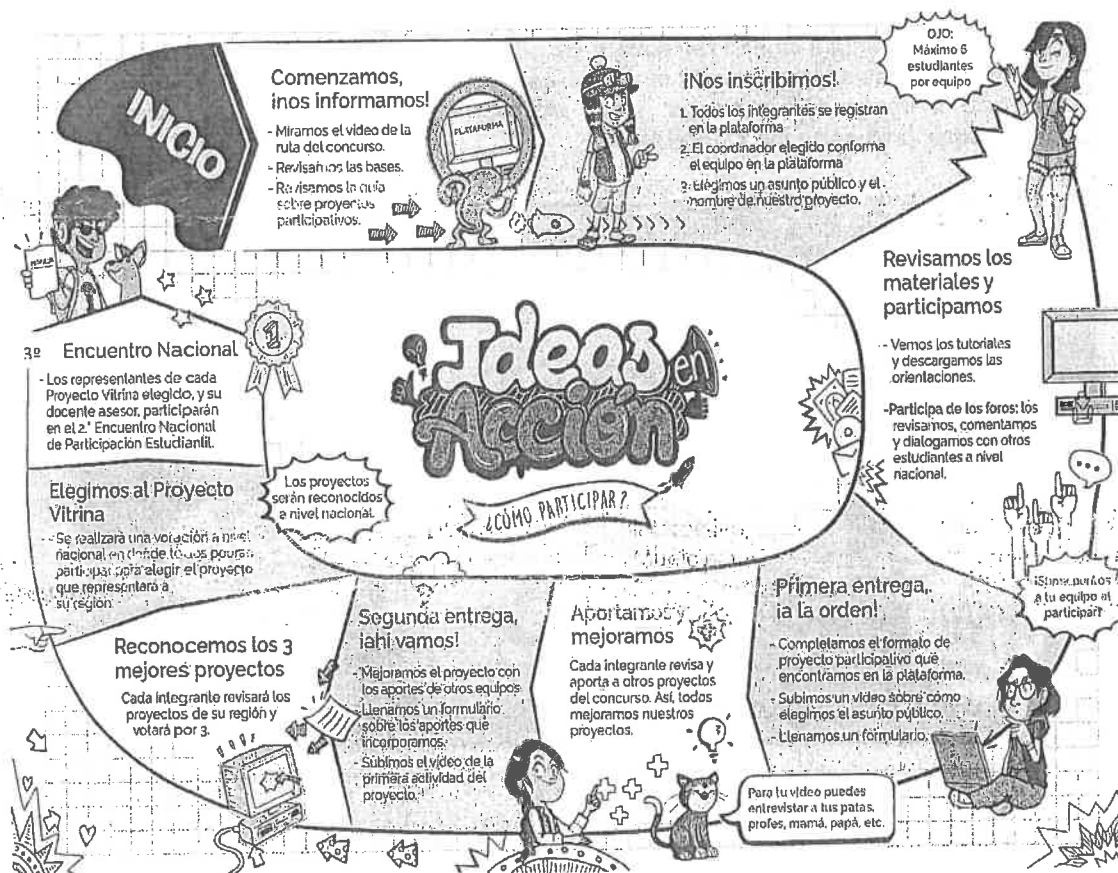 INICIO
Comenzamos,
¡nos informamos!
- Miramos el video de la
ruta del concurso.
- Revisamos las bases.
- Revisamos la guía
sobre proyectos
participativos.
PLATAFORMA
¡Nos inscribimos!
1. Todos los integrantes se registran
en la plataforma
2. El coordinador elegido conforma
el equipo en la plataforma
3. Elegimos un asunto público y el
nombre de nuestro proyecto.
OJO:
Máximo 6
estudiantes
por equipo
Revisamos los
materiales y
participamos
- Vemos los tutoriales
y descargamos las
orientaciones.
-Participa de los foros: los
revisamos, comentamos
y dialogamos con otros
estudiantes a nivel
nacional.
¡Suma puntos
a tu equipo al
participar!
Primera entrega,
¡a la orden!
- Completamos el formato de
proyecto participativo que
encontramos en la plataforma.
- Subimos un video sobre cómo
elegimos el asunto público.
- Llenamos un formulario.
Para tu video puedes
entrevistar a tus patas,
profes, mamá, papá, etc.
Aportamos y
mejoramos
Cada integrante revisa y
aporta a otros proyectos
del concurso. Así, todos
mejoramos nuestros
proyectos.
Segunda entrega,
¡ahí vamos!
- Mejoramos el proyecto con
los aportes de otros equipos
- Llenamos un formulario
sobre los aportes que
incorporamos.
- Subimos el video de la
primera actividad del
proyecto.
Reconocemos los 3
mejores proyectos
Cada integrante revisará los
proyectos de su región y
votará por 3.
Elegimos al Proyecto
Vitrina
- Se realizará una votación a nivel
nacional en donde todos podrán
participar para elegir el proyecto
que representará a
su región
Los proyectos
serán reconocidos
a nivel nacional
3º Encuentro Nacional
- Los representantes de cada
Proyecto Vitrina elegido, y su
docente asesor, participarán
en el 2.° Encuentro Nacional
de Participación Estudiantil.
1
Ideas en
Acción
¿CÓMO PARTICIPAR?